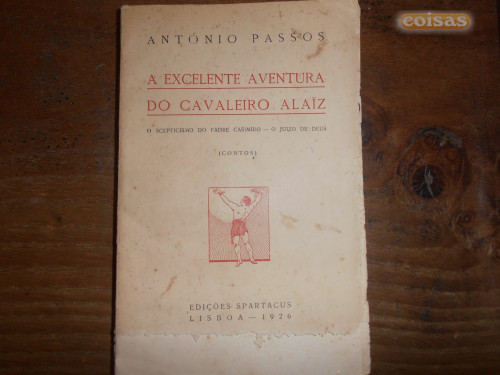 coisas
ANTÓNIO PASSOS
A EXCELENTE AVENTURA
DO CAVALEIRO ALAÏZ
O SCEPTICISMO DO PADRE CASIMIRO — O JUIZO DE DEUS
(CONTOS)
EDIÇÕES SPARTACUS
LISBOA — 1926